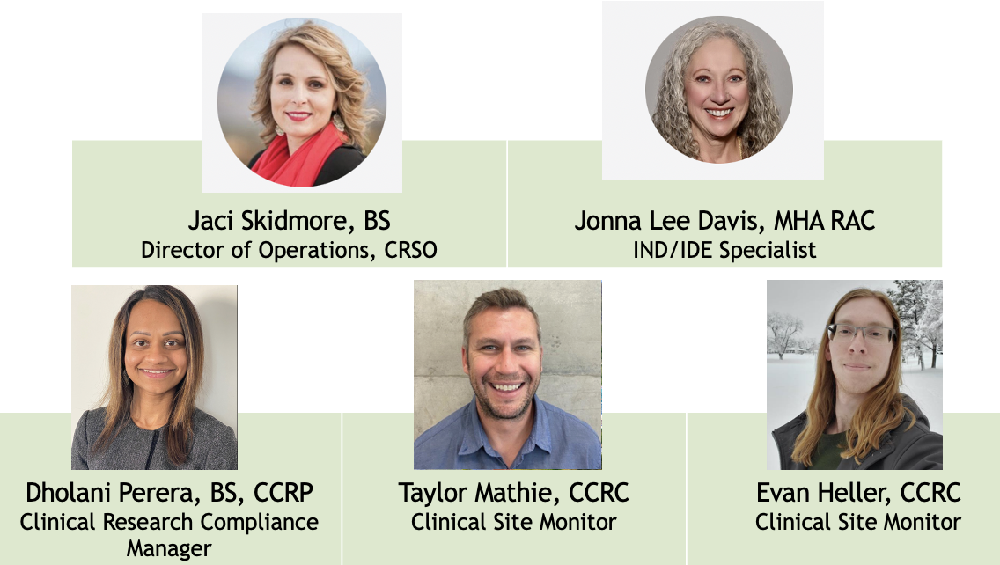 Jaci Skidmore, BS
Director of Operations, CRSO
Jonna Lee Davis, MHA RAC
IND/IDE Specialist
Dholani Perera, BS, CCRP
Clinical Research Compliance
Manager
Taylor Mathie, CCRC
Clinical Site Monitor
Evan Heller, CCRC
Clinical Site Monitor